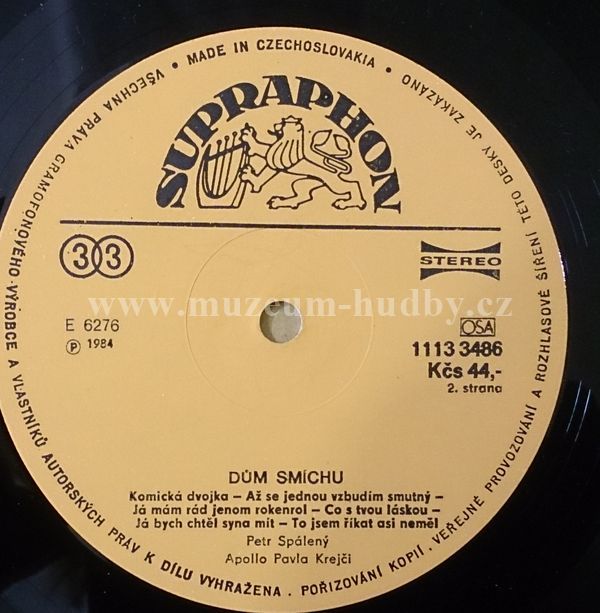 VŠECHNA PRÁVA GRAMOFONOVÉHO VÝROBCE A VLASTNÍKŮ AUTORSKÝCH PRÁV K DÍLU VYHRAŽENA . POŘIZOVÁNÍ KOPIÍ . VEŘEJNÉ PROVOZOVÁNÍ A ROZHLASOVÉ ŠÍŘENÍ TÉTO DESKY JE ZAKÁZÁNO
• MADE IN CZECHOSLOVAKIA •
SUPRAPHON
33
STEREO
www.muzeum-hudby.cz
E 6276
Ⓟ 1984
OSA
1113 3486
Kčs 44,-
2. strana
DŮM SMÍCHU
Komická dvojka – Až se jednou vzbudím smutný –
Já mám rád jenom rokenrol – Co s tvou láskou –
Já bych chtěl syna mít – To jsem říkat asi neměl
Petr Spálený
Apollo Pavla Krejčí